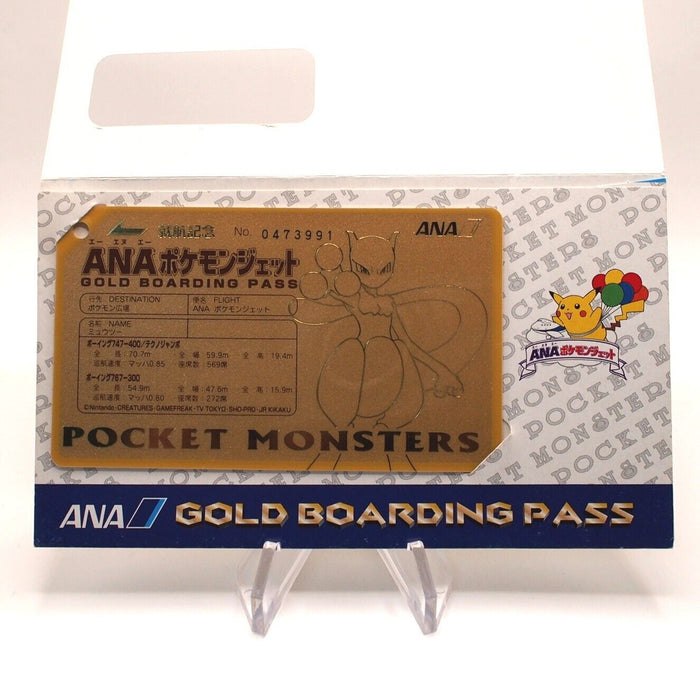 就航記念 No. 0473991 ANA
エー エヌ エー
ANAポケモンジェット
GOLD BOARDING PASS
行先 DESTINATION
ポケモン広場
便名 FLIGHT
ANA ポケモンジェット
名前 NAME
ミュウツー
ボーイング747-400/テクノジャンボ
全 長：70.7m 全 幅：59.9m 全 高：19.4m
巡航速度：マッハ0.85 座席数：569席
ボーイング767-300
全 長：54.9m 全 幅：47.6m 全 高：15.9m
巡航速度：マッハ0.80 座席数：272席
©Nintendo·CREATURES·GAMEFREAK·TV TOKYO·SHO-PRO·JR KIKAKU
POCKET MONSTERS
ANAポケモンジェット
POCKET MONSTERS
ANA GOLD BOARDING PASS